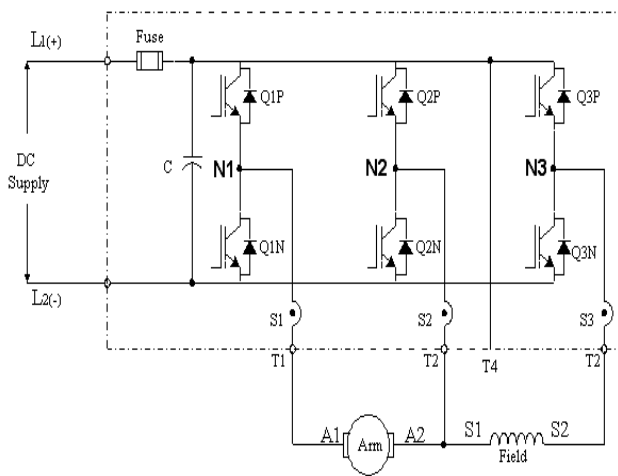 L1(+)
Fuse
Q1P
Q2P
Q3P
DC
Supply
C
N1
N2
N3
Q1N
Q2N
Q3N
L2(-)
S1
S2
S3
T1
T2
T4
T2
A1
Arm
A2
S1
S2
Field